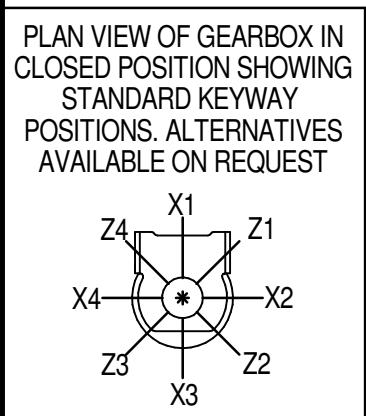 PLAN VIEW OF GEARBOX IN
CLOSED POSITION SHOWING
STANDARD KEYWAY
POSITIONS. ALTERNATIVES
AVAILABLE ON REQUEST
X1
Z4 Z1
X4 X2
Z3 Z2
X3